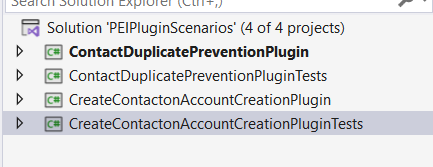 Search Solution Explorer (Ctrl+;)
Solution 'PEIPluginScenarios' (4 of 4 projects)
C# ContactDuplicatePreventionPlugin
C# ContactDuplicatePreventionPluginTests
C# CreateContactonAccountCreationPlugin
C# CreateContactonAccountCreationPluginTests